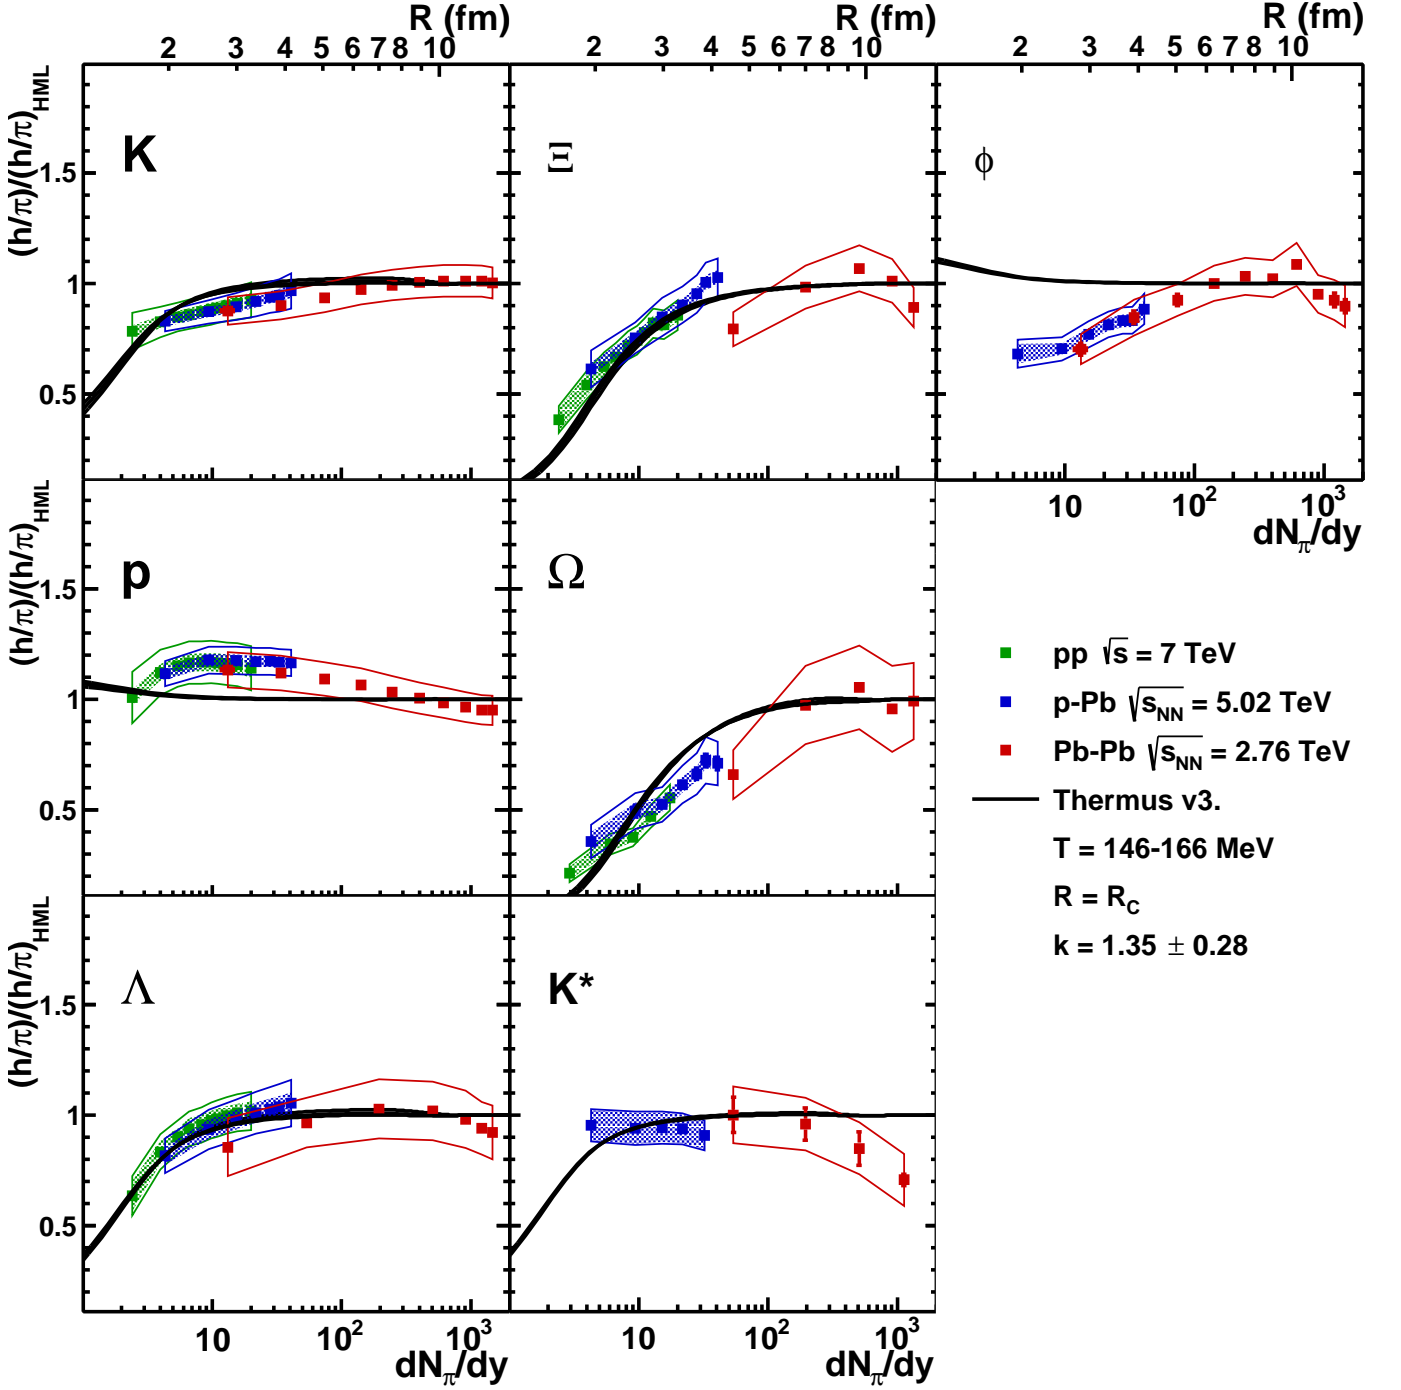 R (fm) R (fm) R (fm)
2 3 4 5 6 7 8 10 2 3 4 5 6 7 8 10 2 3 4 5 6 7 8 10
(h/π)/(h/π)HML
K Ξ ϕ
1.5
1
0.5
10 10² 10³
dNπ/dy
(h/π)/(h/π)HML
p Ω
1.5
1
0.5
pp √s = 7 TeV
p-Pb √sNN = 5.02 TeV
Pb-Pb √sNN = 2.76 TeV
Thermus v3.
T = 146-166 MeV
R = RC
k = 1.35 ± 0.28
(h/π)/(h/π)HML
Λ K*
1.5
1
0.5
10 10² 10³ 10 10² 10³
dNπ/dy dNπ/dy